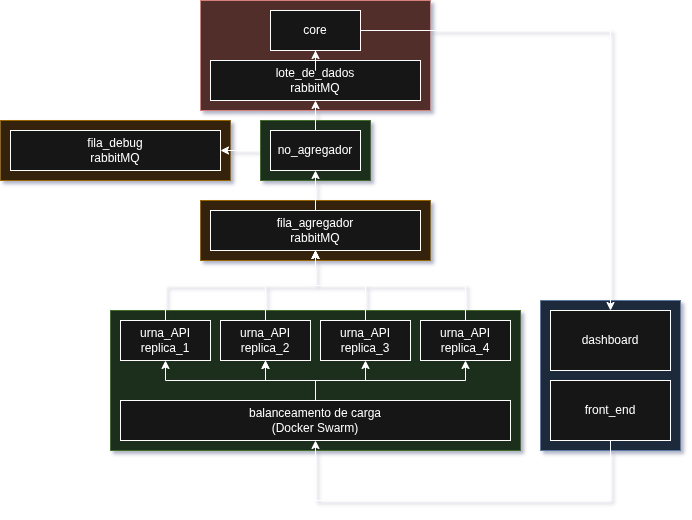 core
lote_de_dados
rabbitMQ
fila_debug
rabbitMQ
no_agregador
fila_agregador
rabbitMQ
urna_API
replica_1
urna_API
replica_2
urna_API
replica_3
urna_API
replica_4
balanceamento de carga
(Docker Swarm)
dashboard
front_end